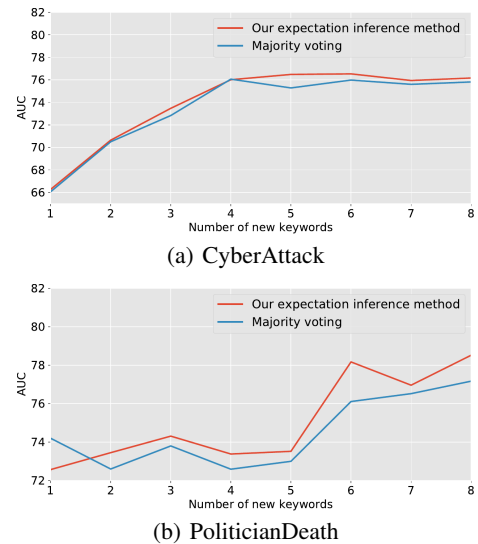 82
80
78
76
74
72
70
68
66
AUC
Our expectation inference method
Majority voting
1 2 3 4 5 6 7 8
Number of new keywords
(a) CyberAttack
82
80
78
76
74
72
AUC
Our expectation inference method
Majority voting
1 2 3 4 5 6 7 8
Number of new keywords
(b) PoliticianDeath